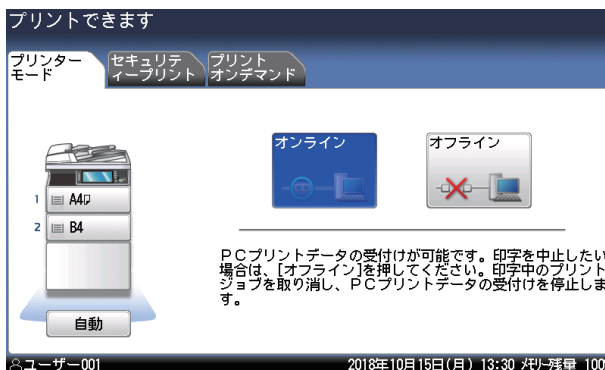 プリントできます
プリンター
モード
セキュリテ
ィープリント
プリント
オンデマンド
オンライン
オフライン
1 A4
2 B4
自動
PCプリントデータの受付けが可能です。印字を中止したい
場合は、[オフライン]を押してください。印字中のプリント
ジョブを取り消し、PCプリントデータの受付けを停止しま
す。
ユーザー001
2018年10月15日(月) 13:30 メモリー残量 100